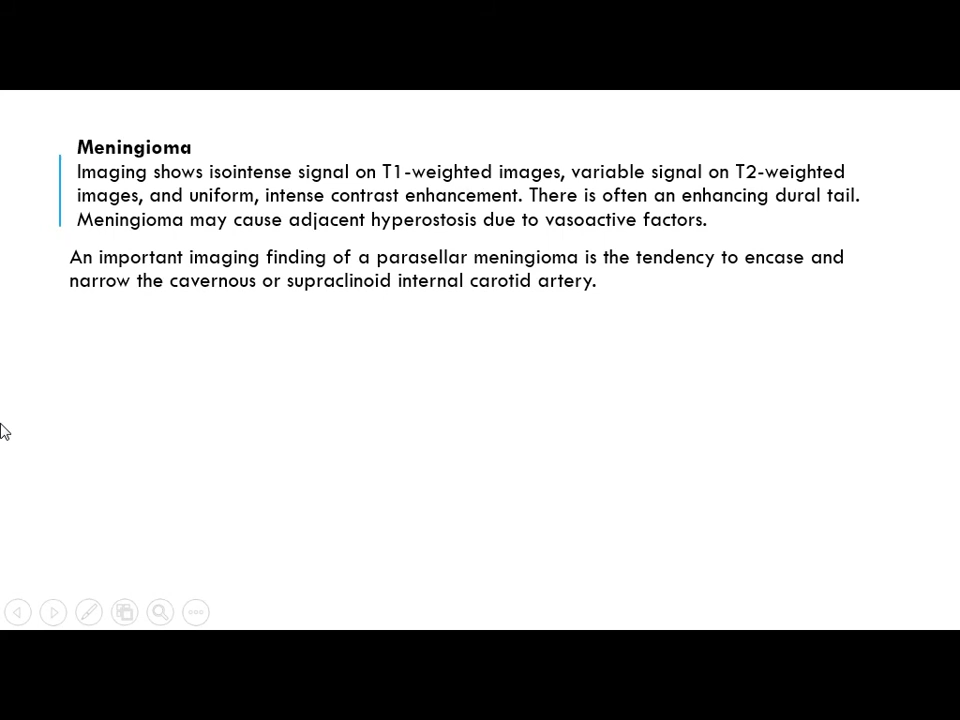 Meningioma
Imaging shows isointense signal on T1-weighted images, variable signal on T2-weighted
images, and uniform, intense contrast enhancement. There is often an enhancing dural tail.
Meningioma may cause adjacent hyperostosis due to vasoactive factors.
An important imaging finding of a parasellar meningioma is the tendency to encase and
narrow the cavernous or supraclinoid internal carotid artery.